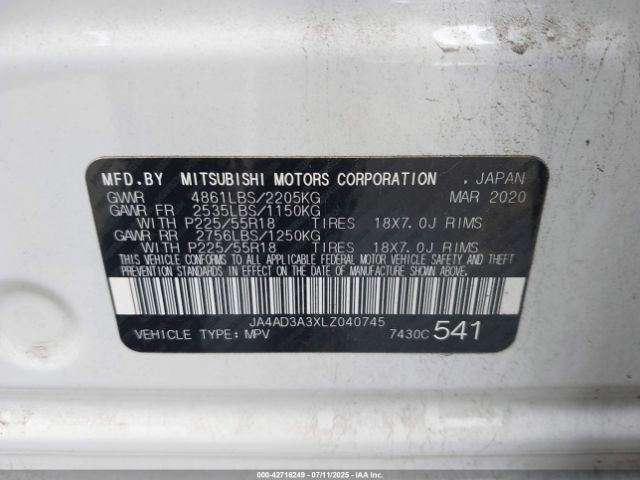 MFD.BY MITSUBISHI MOTORS CORPORATION . JAPAN
GVWR 4861LBS/2205KG MAR 2020
GAWR FR 2535LBS/1150KG
WITH P225/55R18 TIRES 18X7.0J RIMS
GAWR RR 2756LBS/1250KG
WITH P225/55R18 TIRES 18X7.0J RIMS
THIS VEHICLE CONFORMS TO ALL APPLICABLE FEDERAL MOTOR VEHICLE SAFETY BUMPER AND THEFT
PREVENTION STANDARDS IN EFFECT ON THE DATE OF MANUFACTURE SHOWN ABOVE.
JA4AD3A3XLZ040745
VEHICLE TYPE: MPV 7430C 541
000-42716249 - 07/11/2025 - IAAI.COM